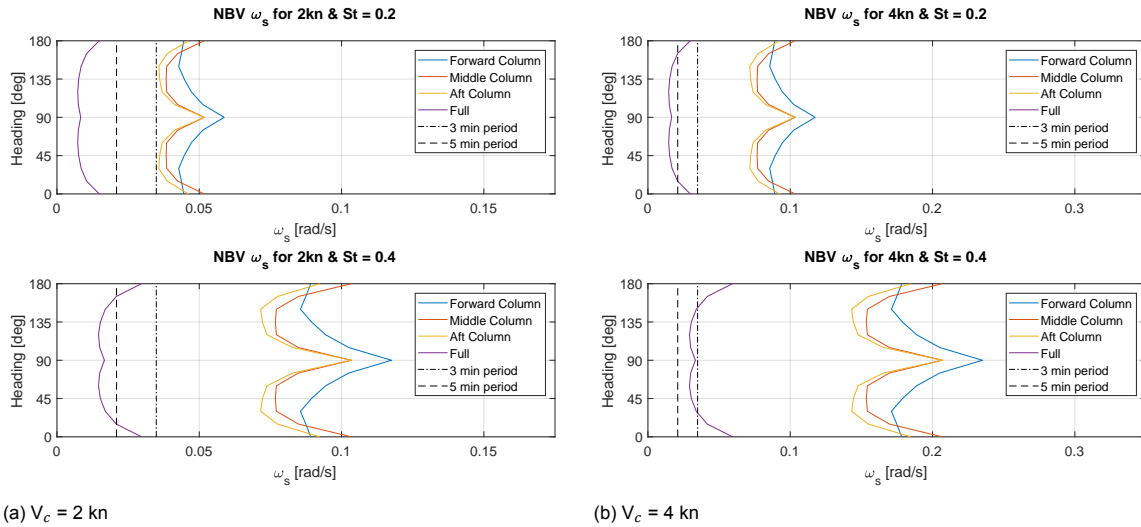 NBV ωs for 2kn & St = 0.2
180
135
90
45
0
Heading [deg]
0
0.05
0.1
0.15
ωs [rad/s]
Forward Column
Middle Column
Aft Column
Full
3 min period
5 min period
NBV ωs for 4kn & St = 0.2
180
135
90
45
0
Heading [deg]
0
0.1
0.2
0.3
ωs [rad/s]
Forward Column
Middle Column
Aft Column
Full
3 min period
5 min period
NBV ωs for 2kn & St = 0.4
180
135
90
45
0
Heading [deg]
0
0.05
0.1
0.15
ωs [rad/s]
Forward Column
Middle Column
Aft Column
Full
3 min period
5 min period
NBV ωs for 4kn & St = 0.4
180
135
90
45
0
Heading [deg]
0
0.1
0.2
0.3
ωs [rad/s]
Forward Column
Middle Column
Aft Column
Full
3 min period
5 min period
(a) Vc = 2 kn
(b) Vc = 4 kn